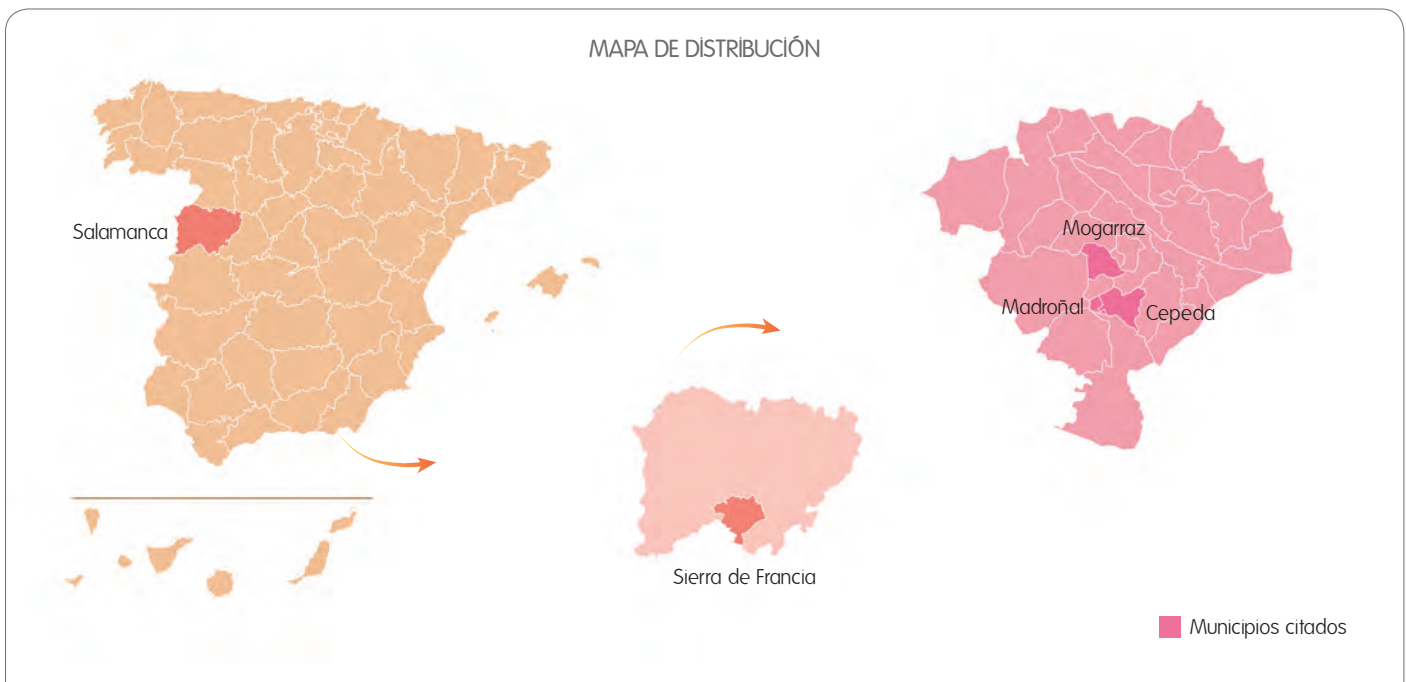 MAPA DE DISTRIBUCIÓN
Salamanca
Mogarraz
Madroñal
Cepeda
Sierra de Francia
Municipios citados